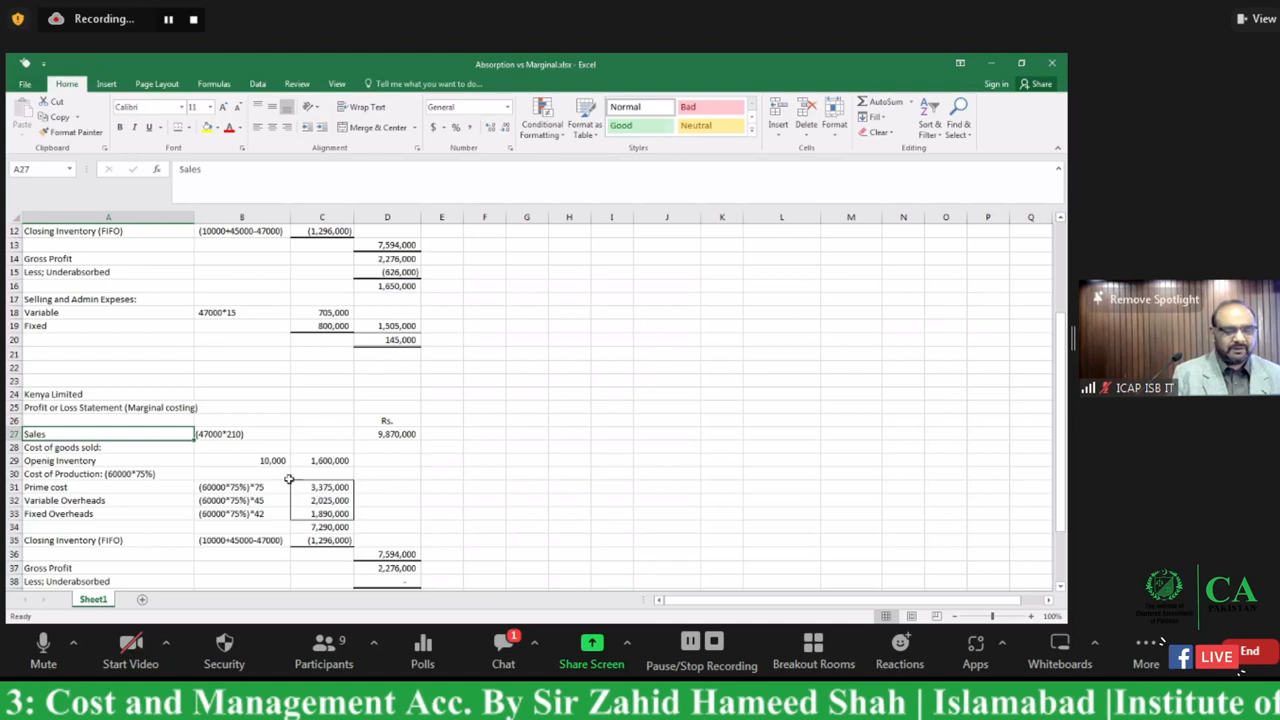 Recording...
View
Absorption vs Marginal.xlsx - Excel
File Home Insert Page Layout Formulas Data Review View Tell me what you want to do... Sign in Share
Cut
Copy
Format Painter
Paste
Calibri 11
Wrap Text
Merge & Center
General
Conditional Formatting
Format as Table
Normal Bad
Good Neutral
Insert Delete Format
AutoSum
Fill
Clear
Sort & Filter
Find & Select
Clipboard Font Alignment Number Styles Cells Editing
A27 fx Sales
A B C D E F G H I J K L M N O P Q
12 Closing Inventory (FIFO) (10000+45000-47000) (1,296,000)
13 7,594,000
14 Gross Profit 2,276,000
15 Less; Underabsorbed (626,000)
16 1,650,000
17 Selling and Admin Expeses:
18 Variable 47000*15 705,000
19 Fixed 800,000 1,505,000
20 145,000
21
22
23
24 Kenya Limited
25 Profit or Loss Statement (Marginal costing)
26 Rs.
27 Sales (47000*210) 9,870,000
28 Cost of goods sold:
29 Openig Inventory 10,000 1,600,000
30 Cost of Production: (60000*75%)
31 Prime cost (60000*75%)*75 3,375,000
32 Variable Overheads (60000*75%)*45 2,025,000
33 Fixed Overheads (60000*75%)*42 1,890,000
34 7,290,000
35 Closing Inventory (FIFO) (10000+45000-47000) (1,296,000)
36 7,594,000
37 Gross Profit 2,276,000
38 Less; Underabsorbed -
Sheet1
Ready 100%
Remove Spotlight
ICAP ISB IT
CA
PAKISTAN
Mute Start Video Security Participants 9 Polls Chat 1 Share Screen Pause/Stop Recording Breakout Rooms Reactions Apps Whiteboards More End
LIVE
3: Cost and Management Acc. By Sir Zahid Hameed Shah | Islamabad |Institute of